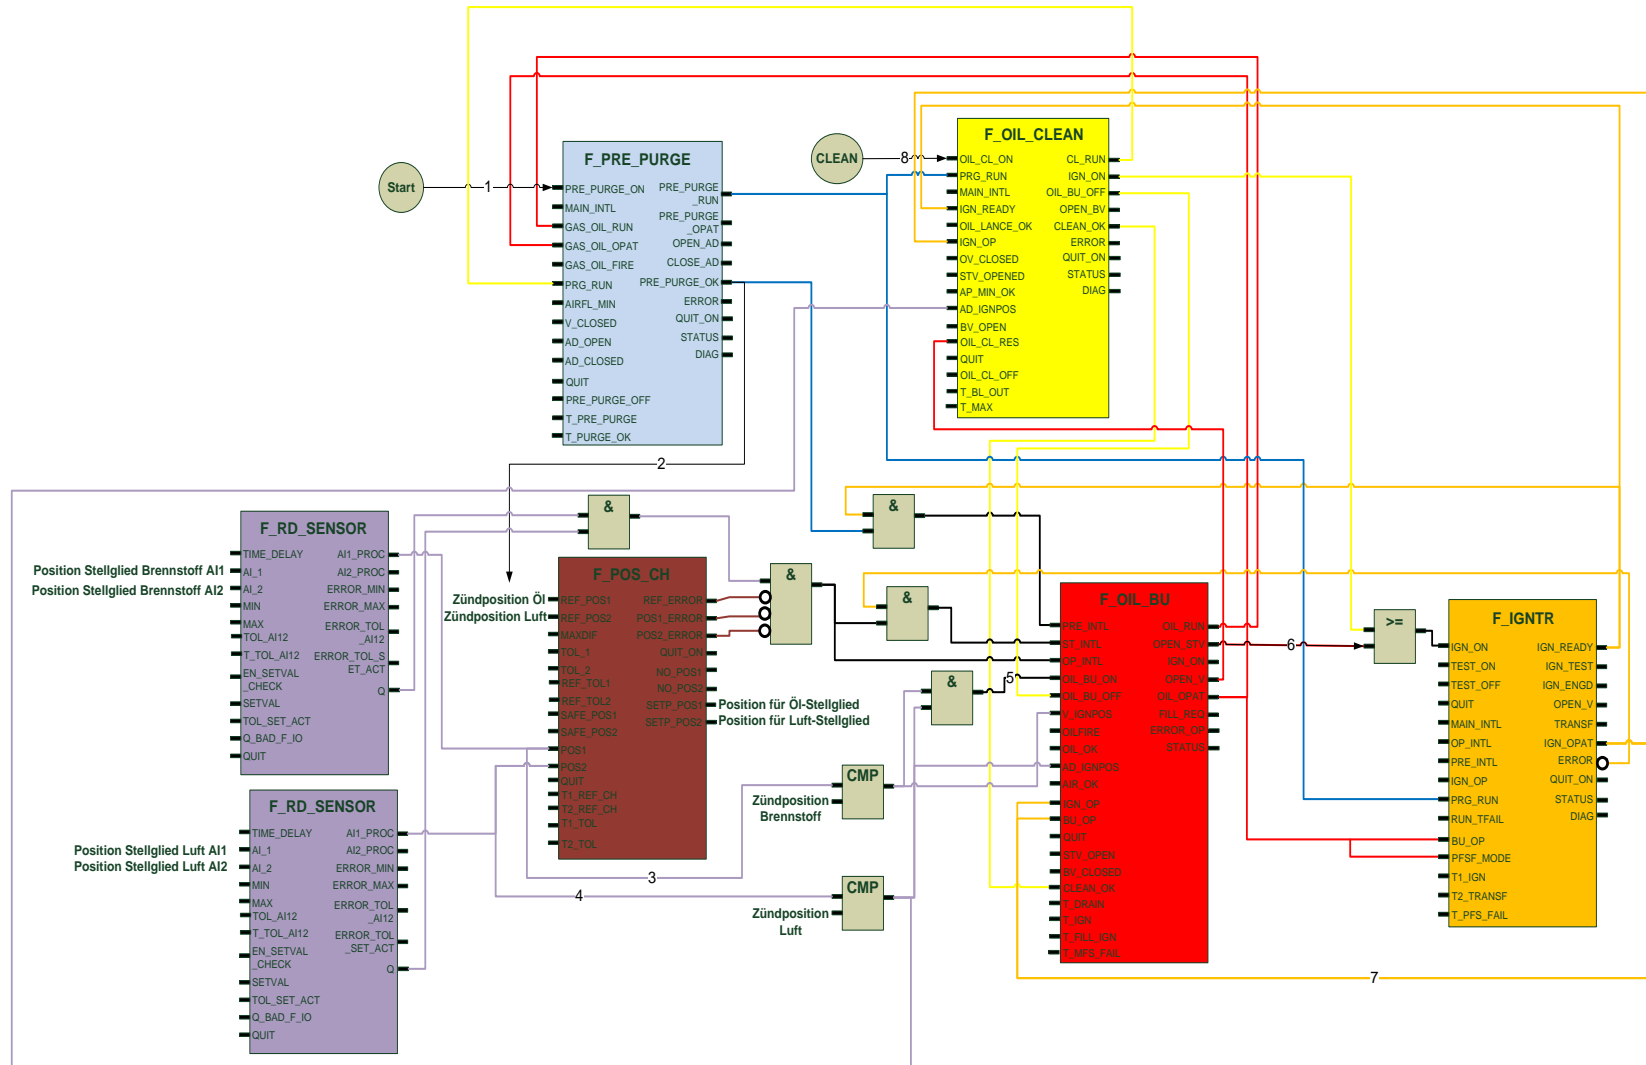 F_PRE_PURGE
Start
1
PRE_PURGE_ON
MAIN_INTL
GAS_OIL_RUN
GAS_OIL_OPAT
GAS_OIL_FIRE
PRG_RUN
AIRFL_MIN
V_CLOSED
AD_OPEN
AD_CLOSED
QUIT
PRE_PURGE_OFF
T_PRE_PURGE
T_PURGE_OK
PRE_PURGE
_RUN
PRE_PURGE
_OPAT
OPEN_AD
CLOSE_AD
PRE_PURGE_OK
ERROR
QUIT_ON
STATUS
DIAG
2
CLEAN
8
F_OIL_CLEAN
OIL_CL_ON
PRG_RUN
MAIN_INTL
IGN_READY
OIL_LANCE_OK
IGN_OP
OV_CLOSED
STV_OPENED
AP_MIN_OK
AD_IGNPOS
BV_OPEN
OIL_CL_RES
QUIT
OIL_CL_OFF
T_BL_OUT
T_MAX
CL_RUN
IGN_ON
OIL_BU_OFF
OPEN_BV
CLEAN_OK
ERROR
QUIT_ON
STATUS
DIAG
F_RD_SENSOR
Position Stellglied Brennstoff AI1
Position Stellglied Brennstoff AI2
TIME_DELAY
AI_1
AI_2
MIN
MAX
TOL_AI12
T_TOL_AI12
EN_SETVAL
_CHECK
SETVAL
TOL_SET_ACT
Q_BAD_F_IO
QUIT
AI1_PROC
AI2_PROC
ERROR_MIN
ERROR_MAX
ERROR_TOL
_AI12
ERROR_TOL_S
ET_ACT
Q
F_RD_SENSOR
Position Stellglied Luft AI1
Position Stellglied Luft AI2
TIME_DELAY
AI_1
AI_2
MIN
MAX
TOL_AI12
T_TOL_AI12
EN_SETVAL
_CHECK
SETVAL
TOL_SET_ACT
Q_BAD_F_IO
QUIT
AI1_PROC
AI2_PROC
ERROR_MIN
ERROR_MAX
ERROR_TOL
_AI12
ERROR_TOL
_SET_ACT
Q
&
F_POS_CH
Zündposition Öl
Zündposition Luft
REF_POS1
REF_POS2
MAXDIF
TOL_1
TOL_2
REF_TOL1
REF_TOL2
SAFE_POS1
SAFE_POS2
POS1
POS2
QUIT
T1_REF_CH
T2_REF_CH
T1_TOL
T2_TOL
REF_ERROR
POS1_ERROR
POS2_ERROR
QUIT_ON
NO_POS1
NO_POS2
SETP_POS1
SETP_POS2
Position für Öl-Stellglied
Position für Luft-Stellglied
&
&
&
&
5
3
4
CMP
Zündposition
Brennstoff
CMP
Zündposition
Luft
F_OIL_BU
PRE_INTL
ST_INTL
OP_INTL
OIL_BU_ON
OIL_BU_OFF
V_IGNPOS
OILFIRE
OIL_OK
AD_IGNPOS
AIR_OK
IGN_OP
BU_OP
QUIT
STV_OPEN
BV_CLOSED
CLEAN_OK
T_DRAIN
T_IGN
T_FILL_IGN
T_MFS_FAIL
OIL_RUN
OPEN_STV
IGN_ON
OPEN_V
OIL_OPAT
FILL_REQ
ERROR_OP
STATUS
6
7
>=
F_IGNTR
IGN_ON
TEST_ON
TEST_OFF
QUIT
MAIN_INTL
OP_INTL
PRE_INTL
IGN_OP
PRG_RUN
RUN_TFAIL
BU_OP
PFSF_MODE
T1_IGN
T2_TRANSF
T_PFS_FAIL
IGN_READY
IGN_TEST
IGN_ENGD
OPEN_V
TRANSF
IGN_OPAT
ERROR
QUIT_ON
STATUS
DIAG